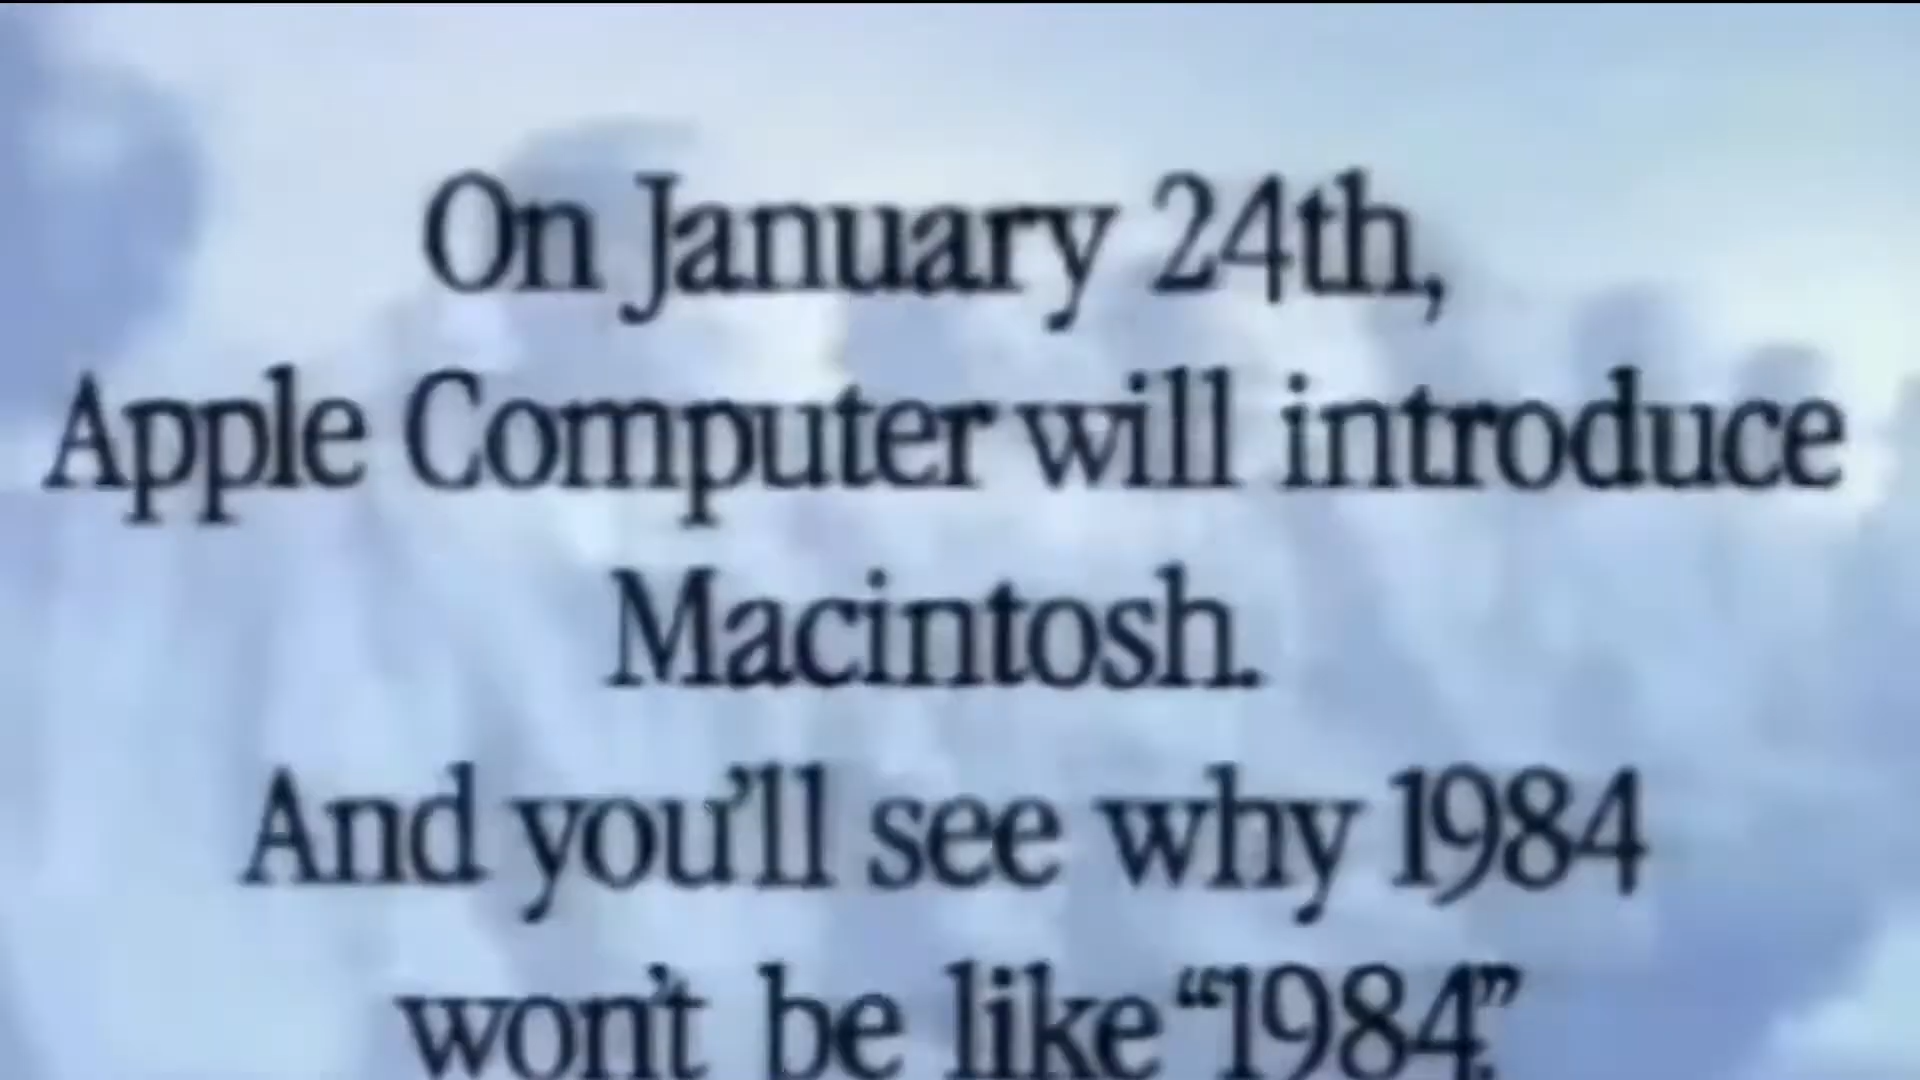 On January 24th,
Apple Computer will introduce
Macintosh.
And you'll see why 1984
won't be like “1984.”